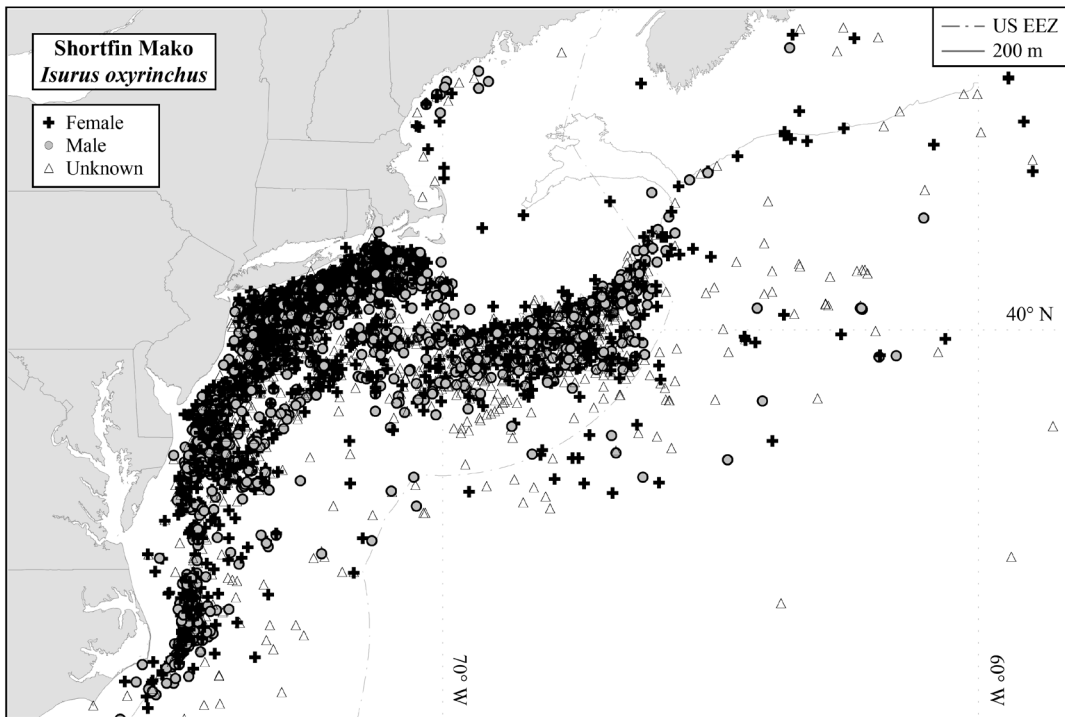 Shortfin Mako
Isurus oxyrinchus
Female
Male
Unknown
US EEZ
200 m
40° N
70° W
60° W